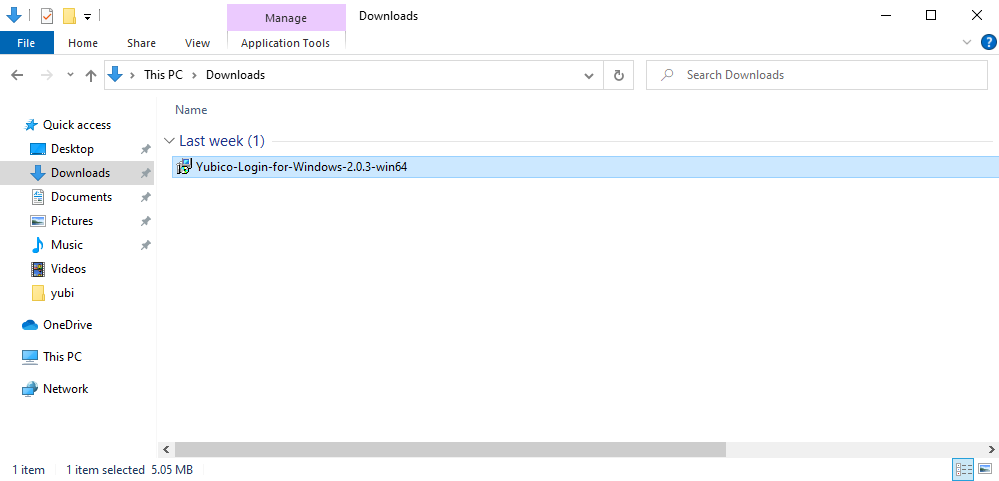 Manage
Downloads
File
Home
Share
View
Application Tools
This PC
Downloads
Search Downloads
Name
Quick access
Desktop
Downloads
Documents
Pictures
Music
Videos
yubi
OneDrive
This PC
Network
Last week (1)
Yubico-Login-for-Windows-2.0.3-win64
1 item
1 item selected 5.05 MB